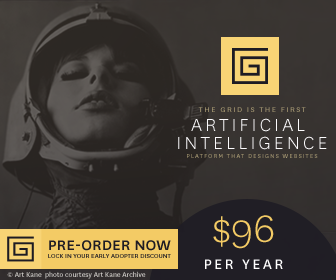 THE GRID IS THE FIRST
ARTIFICIAL
INTELLIGENCE
PLATFORM THAT DEEIGNS WEBSITES
$96
PER YEAR
PRE-ORDER NOW
LOCK IN YOUR EARLY ADOPTER DISCOUNT
© Art Kane photo courtesy Art Kane Archive